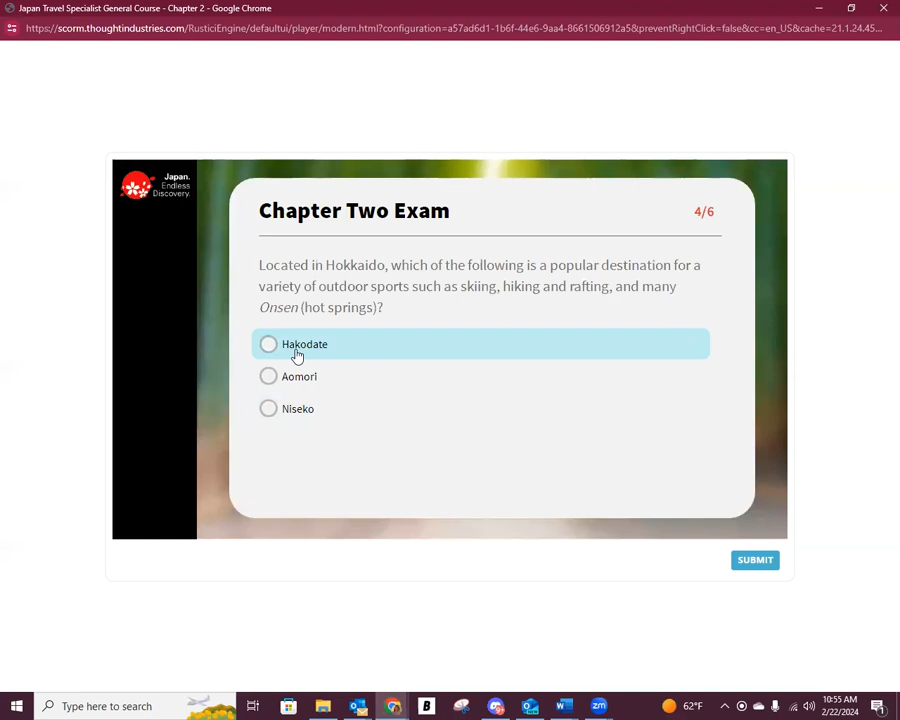 Japan Travel Specialist General Course - Chapter 2 - Google Chrome
https://scorm.thoughtindustries.com/RusticiEngine/defaultui/player/modern.html?configuration=a57ad6d1-1b6f-44e6-9aa4-8661506912a5&preventRightClick=false&cc=en_US&cache=21.1.24.45...
Japan.
Endless
Discovery.
Chapter Two Exam
4/6
Located in Hokkaido, which of the following is a popular destination for a
variety of outdoor sports such as skiing, hiking and rafting, and many
Onsen (hot springs)?
Hakodate
Aomori
Niseko
SUBMIT
Type here to search
B
W
zm
62°F
10:55 AM
2/22/2024
1